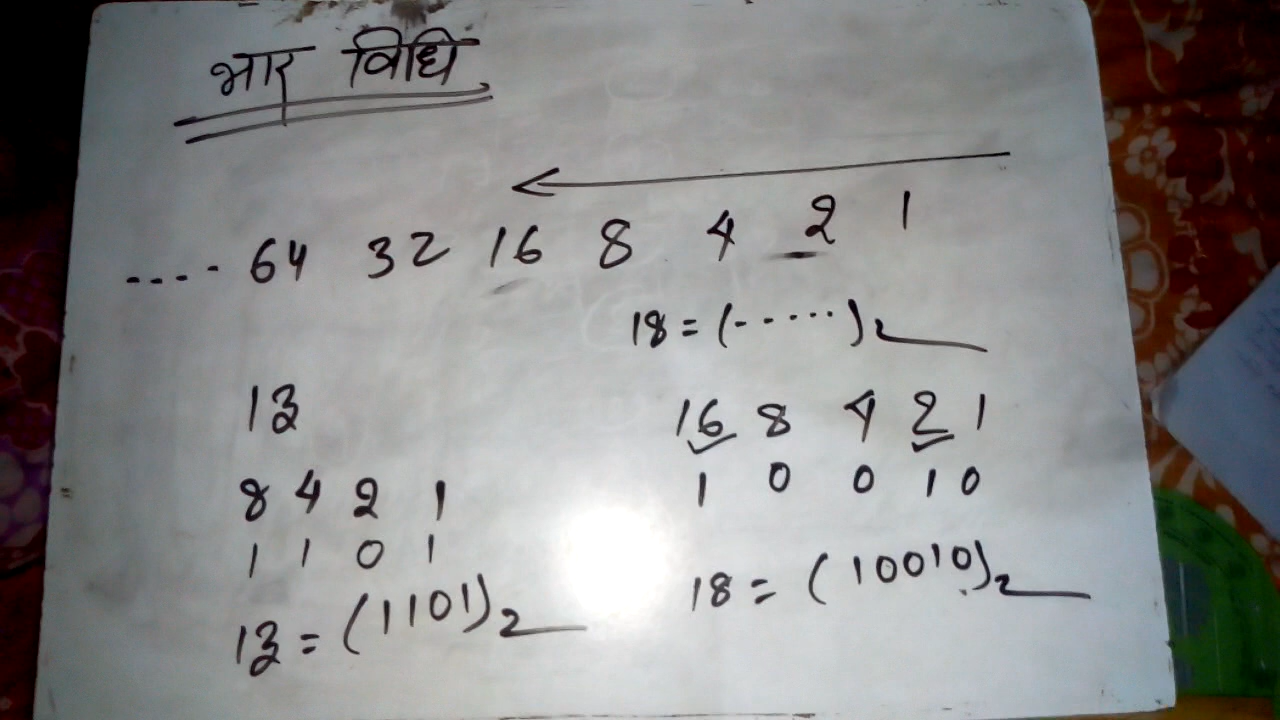 भार विधि
.... 64 32 16 8 4 2 1
18 = (.....)2
13
8 4 2 1
1 1 0 1
13 = (1101)2
16 8 4 2 1
1 0 0 1 0
18 = (10010)2